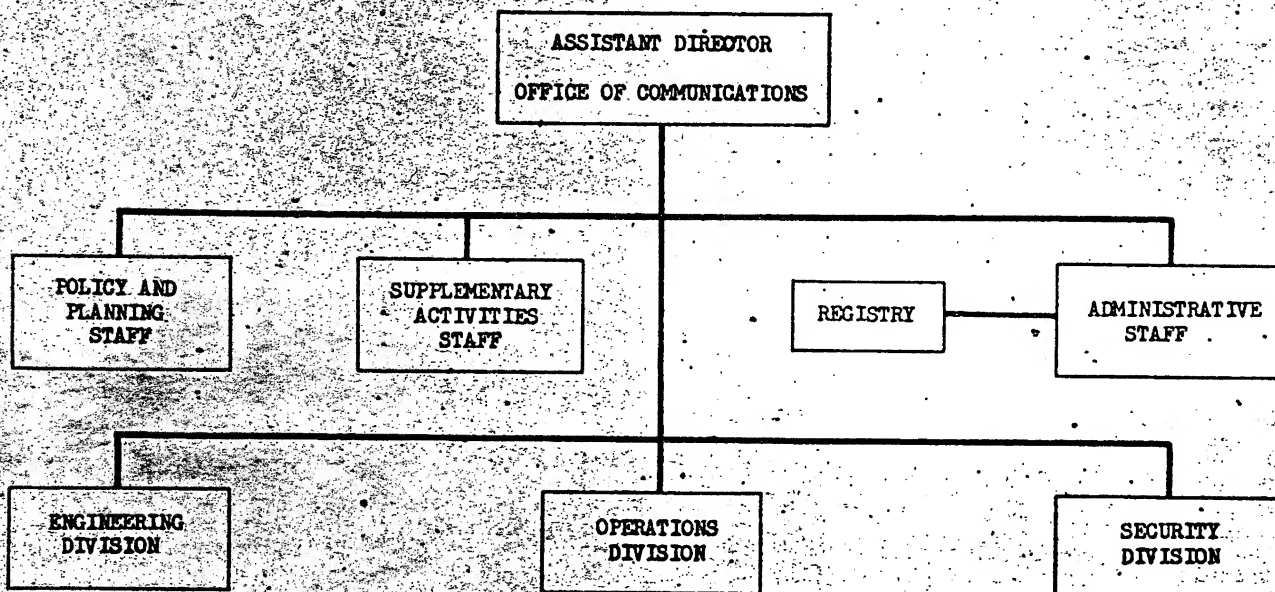 ASSISTANT DIRECTOR
OFFICE OF COMMUNICATIONS
POLICY AND
PLANNING
STAFF
SUPPLEMENTARY
ACTIVITIES
STAFF
REGISTRY
ADMINISTRATIVE
STAFF
ENGINEERING
DIVISION
OPERATIONS
DIVISION
SECURITY
DIVISION